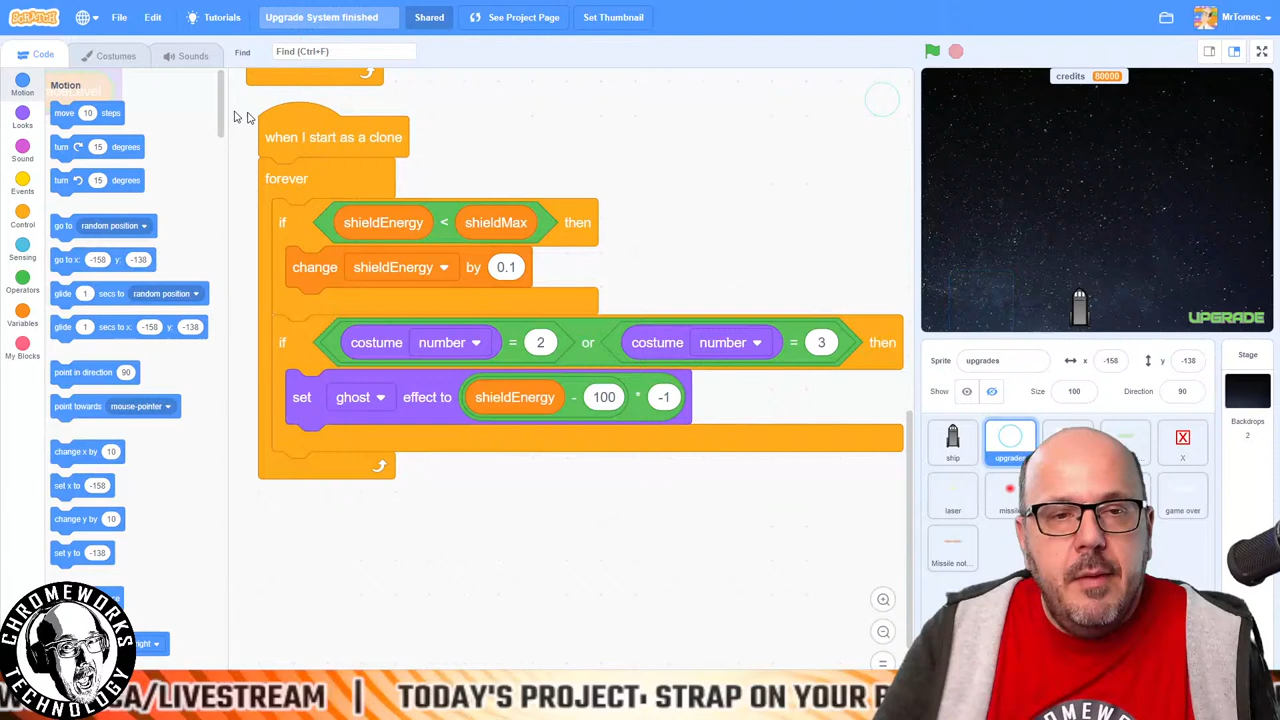 SCRATCH File Edit Tutorials Upgrade System finished Shared See Project Page Set Thumbnail MrTomec
Code Costumes Sounds Find Find (Ctrl+F)
Motion
Looks
Sound
Events
Control
Sensing
Operators
Variables
My Blocks
Motion
move 10 steps
turn 15 degrees
turn 15 degrees
go to random position
go to x: -158 y: -138
glide 1 secs to random position
glide 1 secs to x: -158 y: -138
point in direction 90
point towards mouse-pointer
change x by 10
set x to -158
change y by 10
set y to -138
when I start as a clone
forever
if shieldEnergy < shieldMax then
change shieldEnergy by 0.1
if costume number = 2 or costume number = 3 then
set ghost effect to shieldEnergy - 100 * -1
credits 80000
UPGRADE
Sprite upgrades x -158 y -138
Show Size 100 Direction 90
Stage
Backdrops
2
ship
upgrades
X
laser
game over
Missile not...
CHROMEWORKS
TECHNOLOGY
A/LIVESTREAM | TODAY'S PROJECT: STRAP ON YOUR